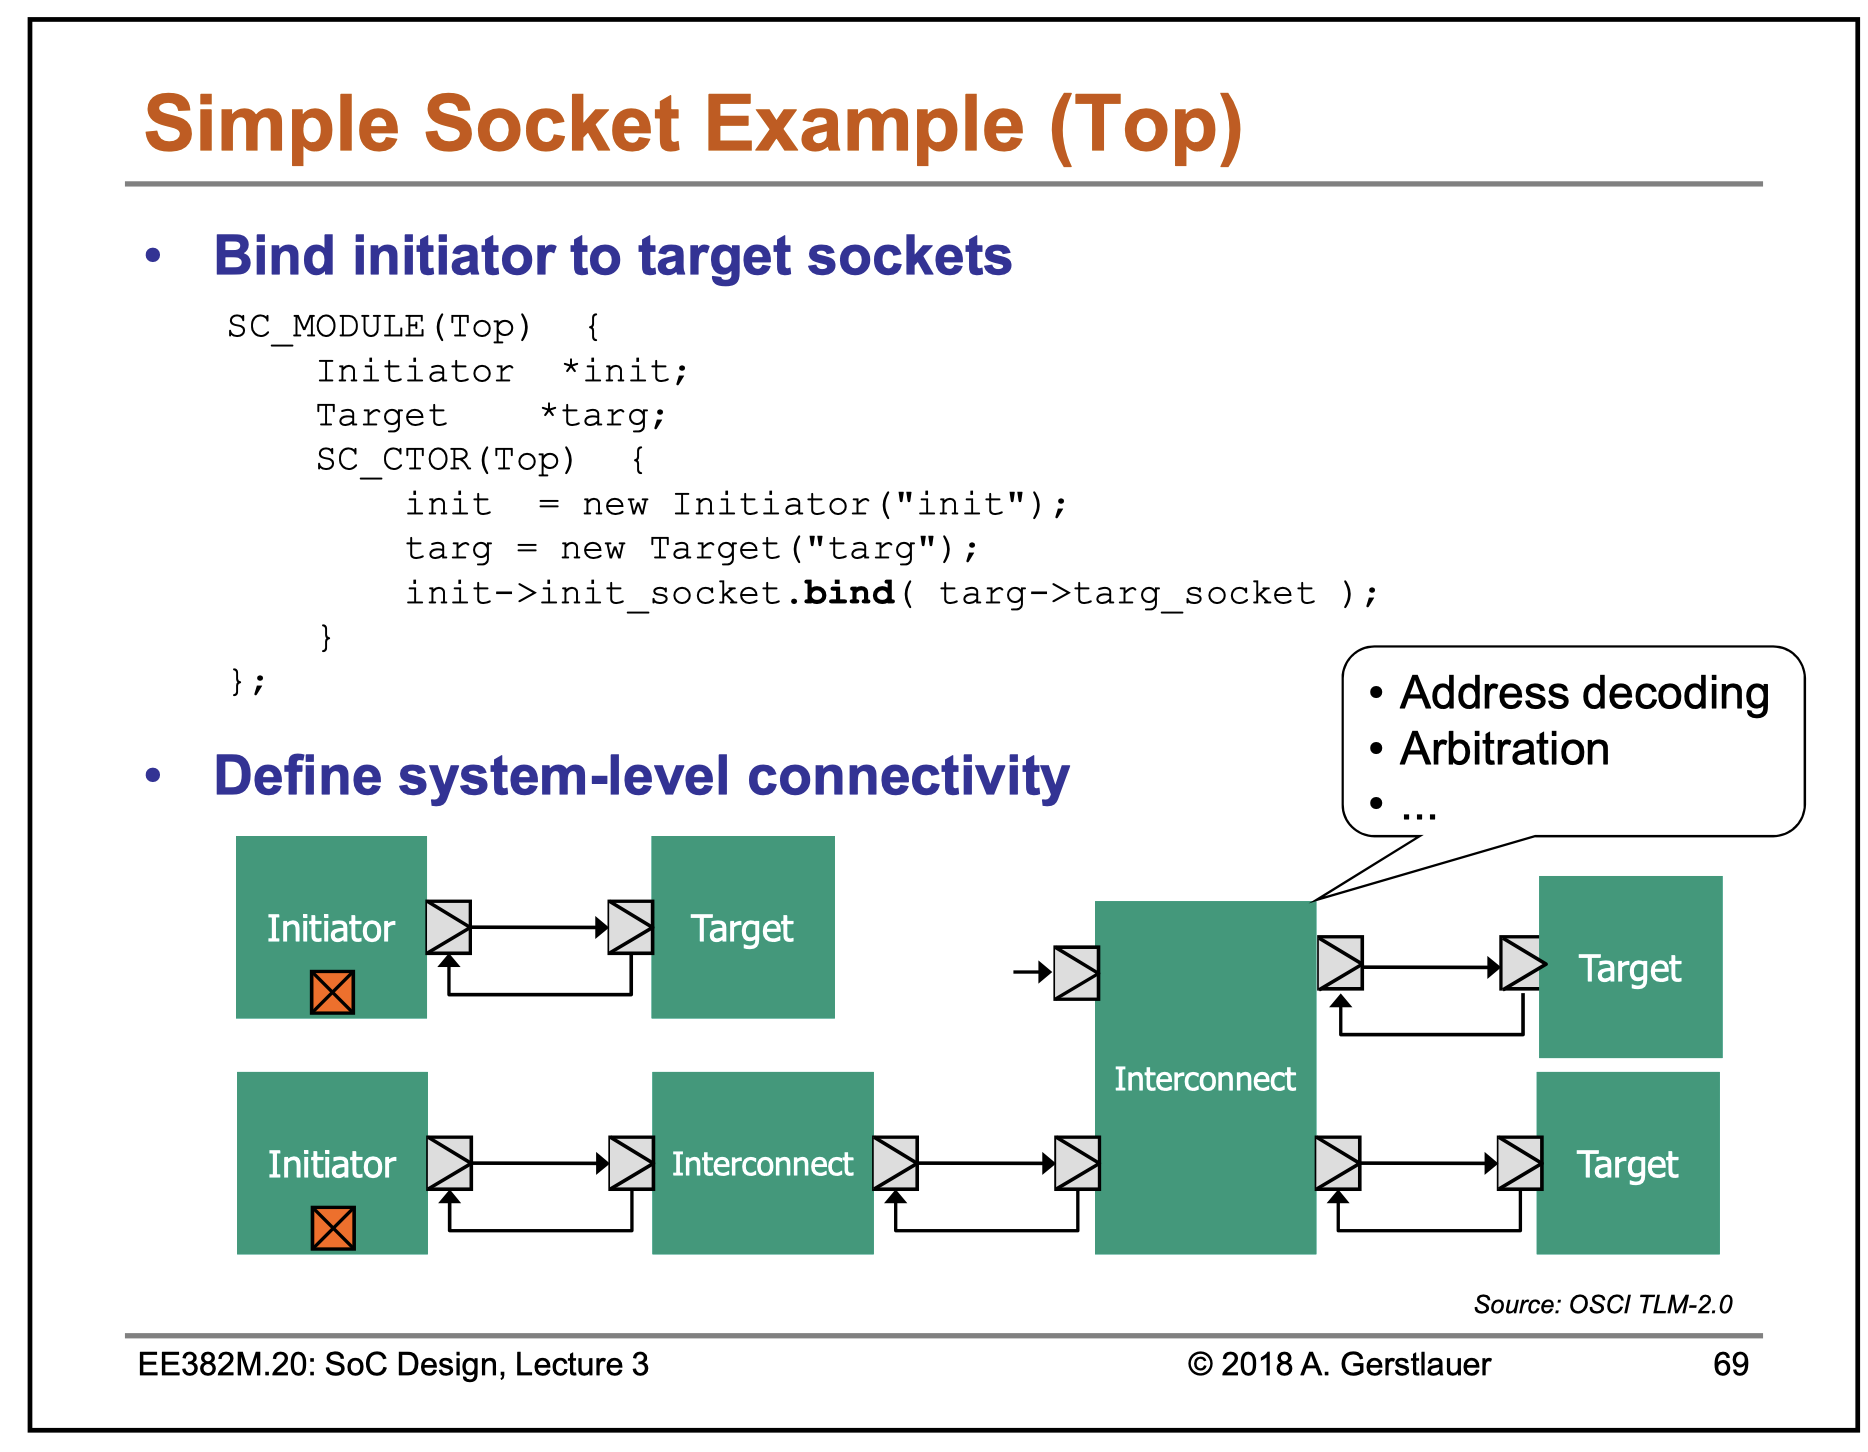 Simple Socket Example (Top)
• Bind initiator to target sockets
SC_MODULE(Top) {
    Initiator *init;
    Target *targ;
    SC_CTOR(Top) {
        init = new Initiator("init");
        targ = new Target("targ");
        init->init_socket.bind( targ->targ_socket );
    }
};
• Address decoding
• Arbitration
• ...
• Define system-level connectivity
Initiator
Target
Target
Interconnect
Initiator
Interconnect
Target
Source: OSCI TLM-2.0
EE382M.20: SoC Design, Lecture 3
© 2018 A. Gerstlauer
69